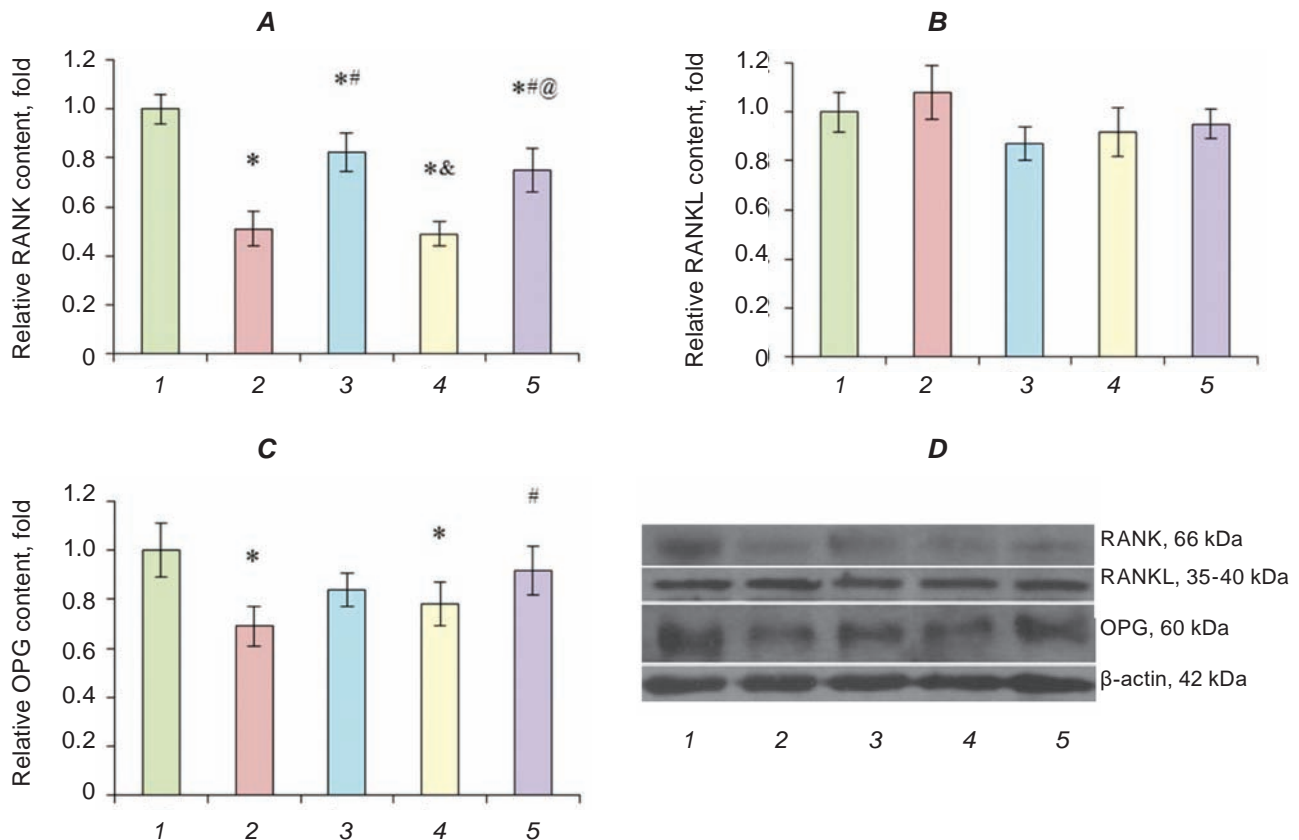 A
Relative RANK content, fold
1.2
1.0
0.8
0.6
0.4
0.2
0
*
*#
*&
*#@
1 2 3 4 5
B
Relative RANKL content, fold
1.2
1.0
0.8
0.6
0.4
0.2
0
1 2 3 4 5
C
Relative OPG content, fold
1.2
1.0
0.8
0.6
0.4
0.2
0
*
*
#
1 2 3 4 5
D
RANK, 66 kDa
RANKL, 35-40 kDa
OPG, 60 kDa
β-actin, 42 kDa
1 2 3 4 5